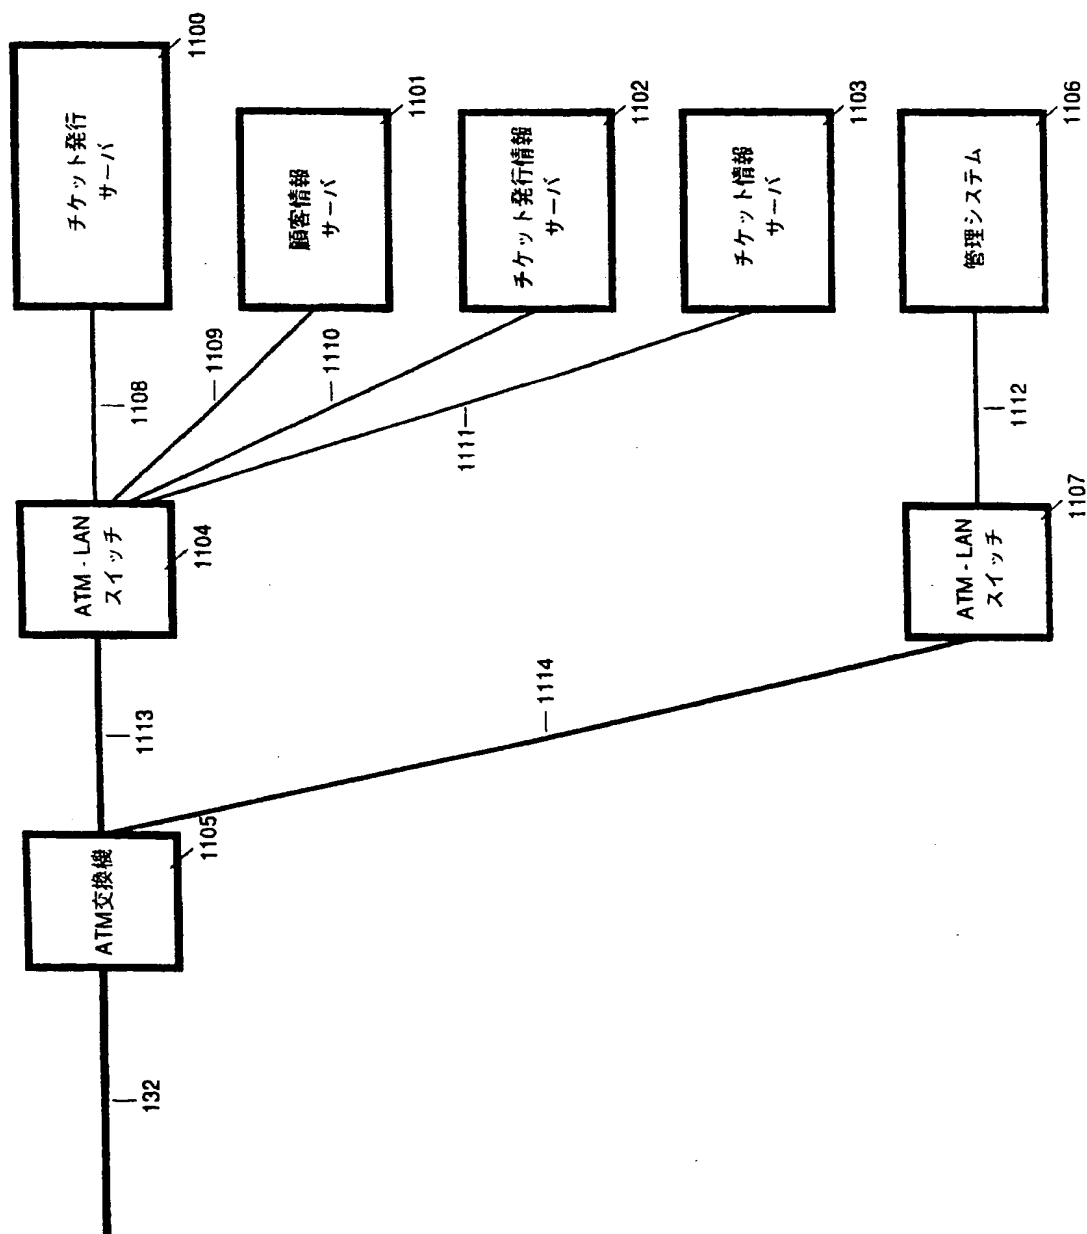 チケット発行
サーバ
1100
顧客情報
サーバ
1101
チケット発行情報
サーバ
1102
チケット情報
サーバ
1103
管理システム
1106
1108
1109
1110
1111
1112
ATM-LAN
スイッチ
1104
ATM-LAN
スイッチ
1107
1113
1114
ATM交換機
1105
132